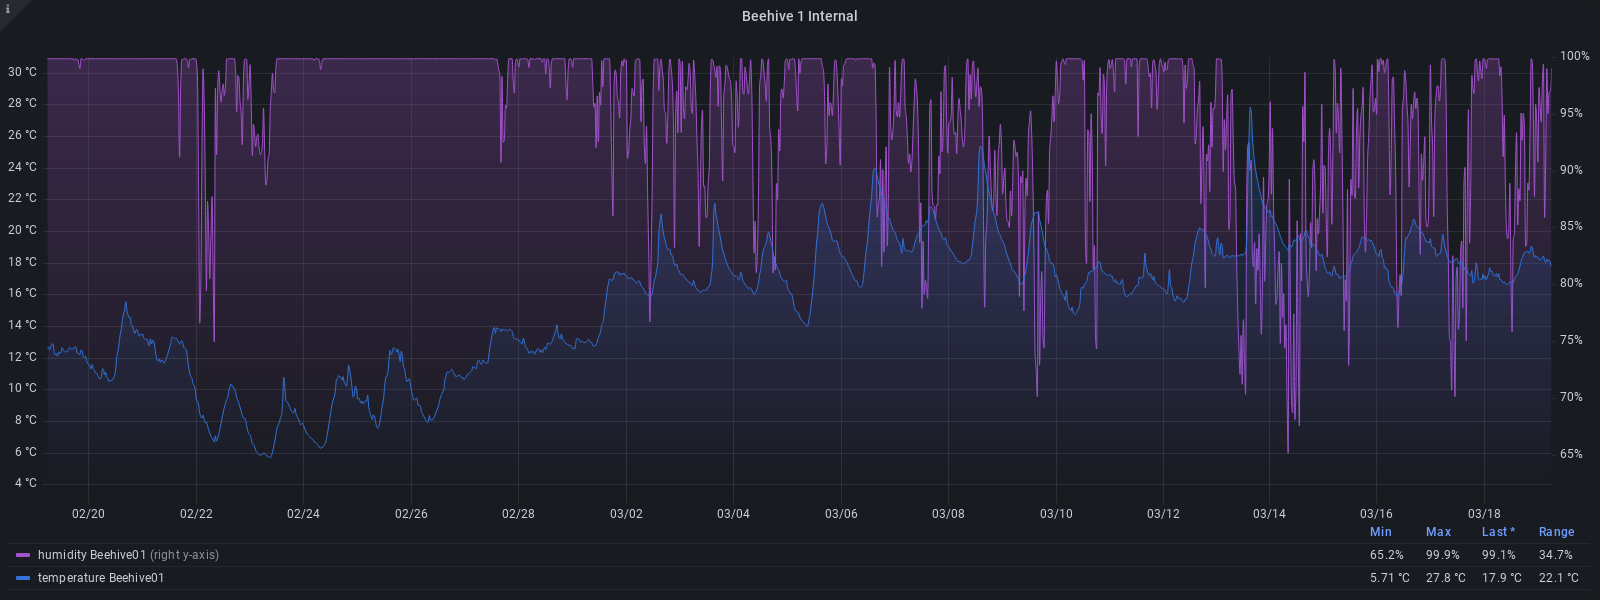 i
Beehive 1 Internal
30 °C 100%
28 °C 95%
26 °C
24 °C 90%
22 °C
20 °C 85%
18 °C
16 °C 80%
14 °C 75%
12 °C
10 °C 70%
8 °C
6 °C 65%
4 °C
02/20 02/22 02/24 02/26 02/28 03/02 03/04 03/06 03/08 03/10 03/12 03/14 03/16 03/18
Min Max Last * Range
humidity Beehive01 (right y-axis) 65.2% 99.9% 99.1% 34.7%
temperature Beehive01 5.71 °C 27.8 °C 17.9 °C 22.1 °C